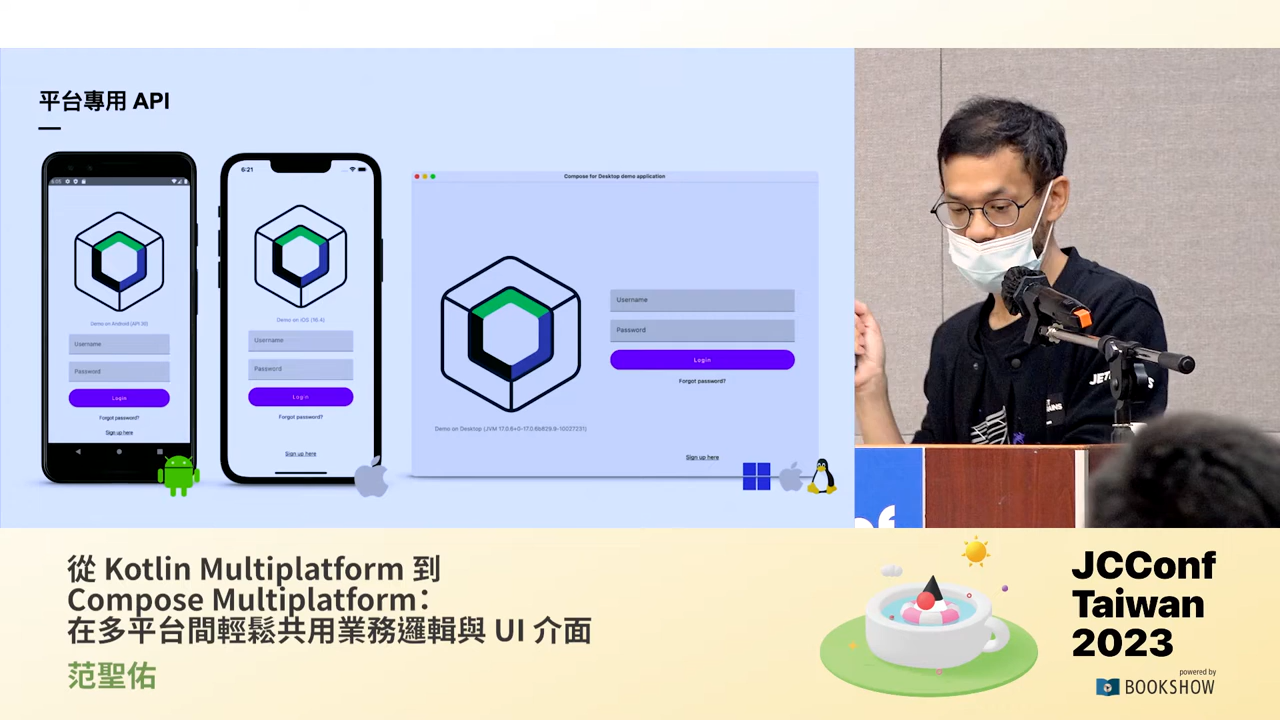 平台專用 API
Demo on Android (API 30)
Username
Password
Login
Forgot password?
Sign up here
6:21
Demo on iOS (16.4)
Username
Password
Login
Forgot password?
Sign up here
Compose for Desktop demo application
Username
Password
Login
Forgot password?
Sign up here
從 Kotlin Multiplatform 到
Compose Multiplatform：
在多平台間輕鬆共用業務邏輯與 UI 介面
范聖佑
JCConf
Taiwan
2023
powered by
BOOKSHOW